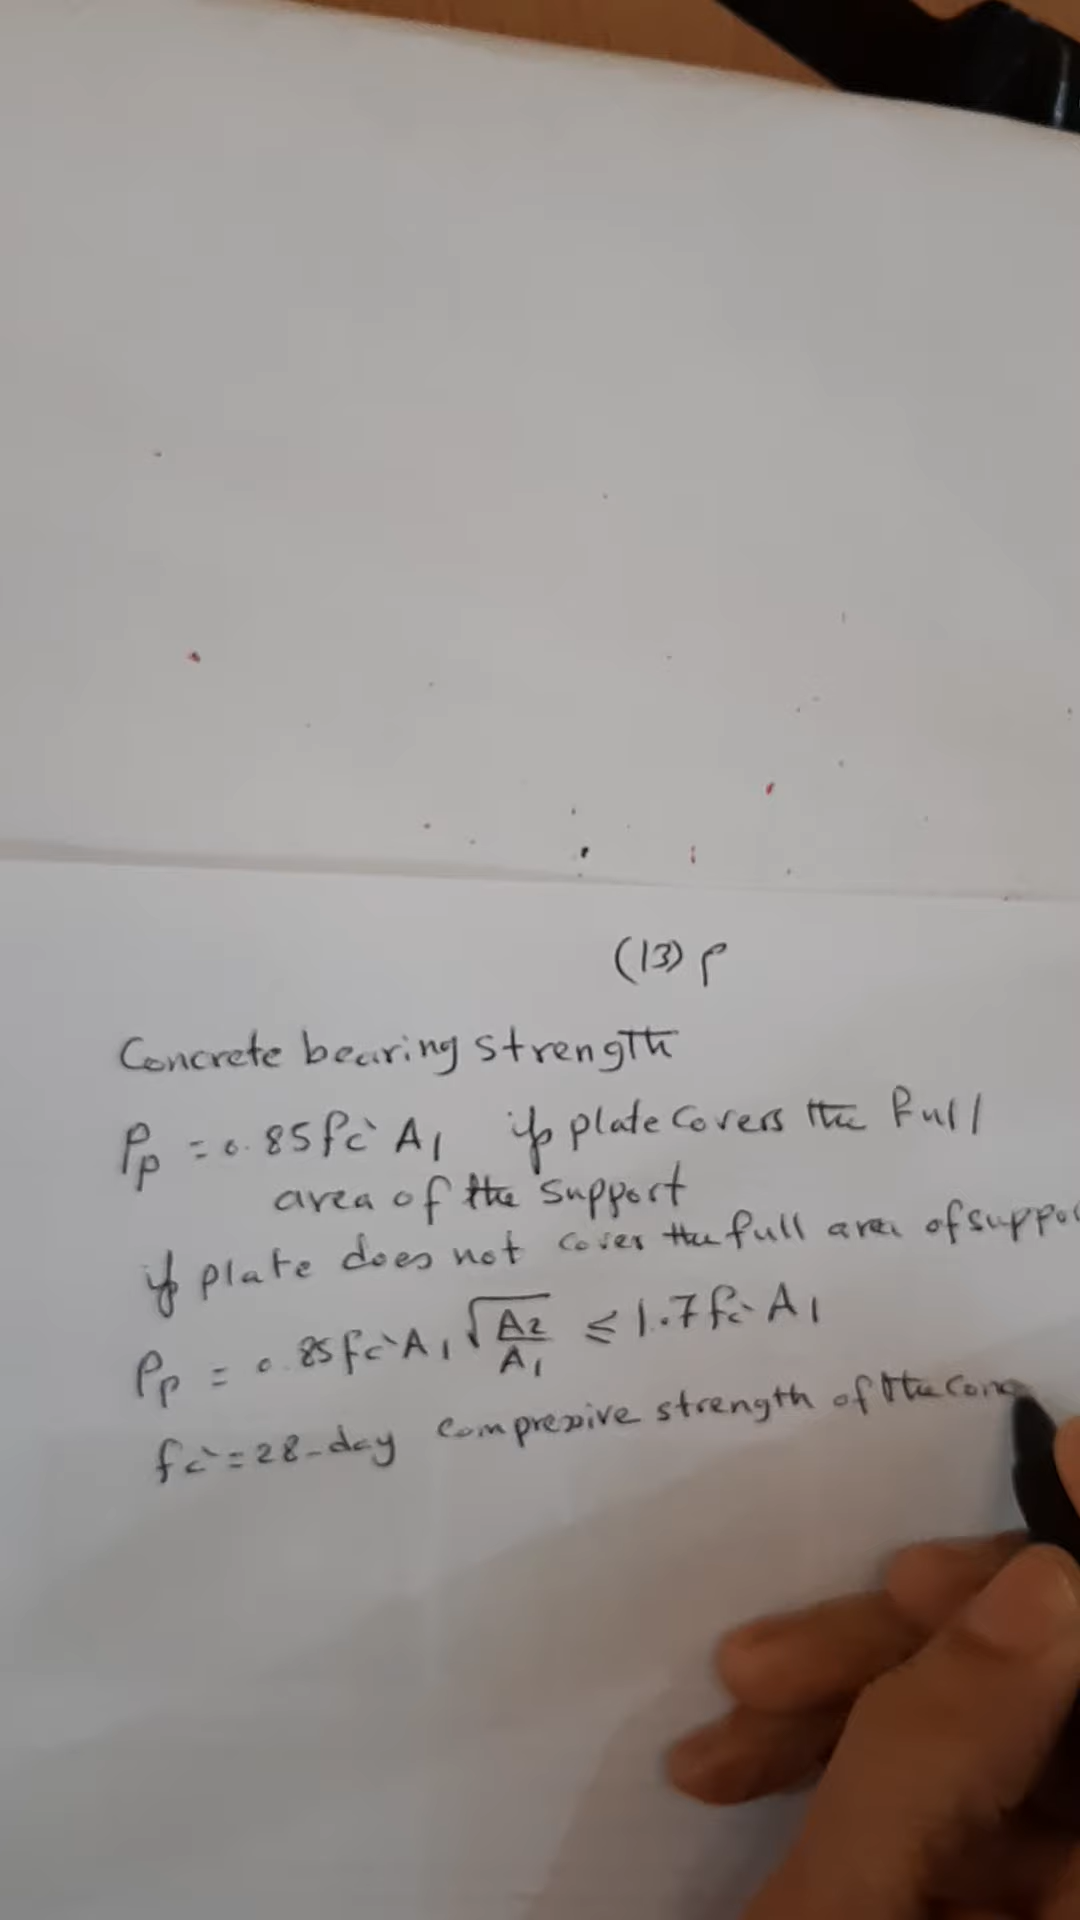 (13) P
Concrete bearing strength
Pp = 0.85 fc` A1 if plate covers the full
area of the support
if plate does not cover the full area of suppo
Pp = 0.85 fc` A1 √(A2/A1) ≤ 1.7 fc` A1
fc` = 28-day compressive strength of the conc